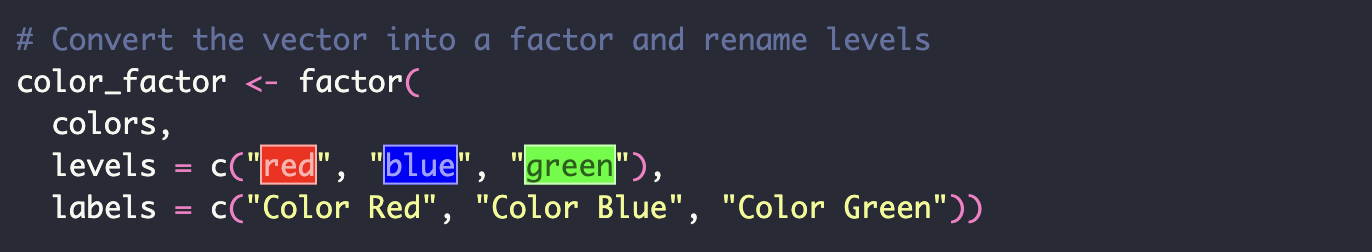 # Convert the vector into a factor and rename levels
color_factor <- factor(
  colors,
  levels = c("red", "blue", "green"),
  labels = c("Color Red", "Color Blue", "Color Green"))